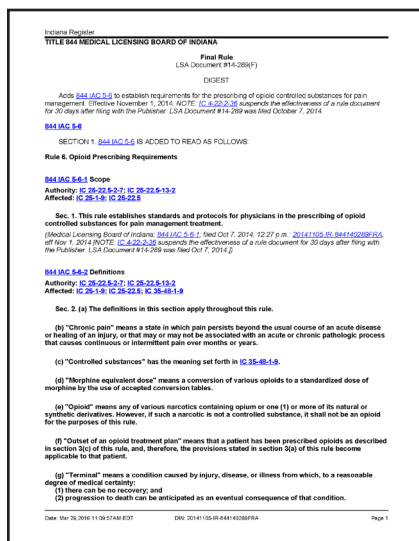 Indiana Register
TITLE 844 MEDICAL LICENSING BOARD OF INDIANA
Final Rule
LSA Document #14-289(F)
DIGEST
Adds 844 IAC 5-6 to establish requirements for the prescribing of opioid controlled substances for pain
management. Effective November 1, 2014. NOTE: IC 4-22-2-36 suspends the effectiveness of a rule document
for 30 days after filing with the Publisher. LSA Document #14-289 was filed October 7, 2014.
844 IAC 5-6
SECTION 1. 844 IAC 5-6 IS ADDED TO READ AS FOLLOWS:
Rule 6. Opioid Prescribing Requirements
844 IAC 5-6-1 Scope
Authority: IC 25-22.5-2-7; IC 25-22.5-13-2
Affected: IC 25-1-9; IC 25-22.5
Sec. 1. This rule establishes standards and protocols for physicians in the prescribing of opioid
controlled substances for pain management treatment.
(Medical Licensing Board of Indiana; 844 IAC 5-6-1; filed Oct 7, 2014, 12:27 p.m.: 20141105-IR-844140289FRA,
eff Nov 1, 2014 [NOTE: IC 4-22-2-36 suspends the effectiveness of a rule document for 30 days after filing with
the Publisher. LSA Document #14-289 was filed Oct 7, 2014.])
844 IAC 5-6-2 Definitions
Authority: IC 25-22.5-2-7; IC 25-22.5-13-2
Affected: IC 25-1-9; IC 25-22.5; IC 35-48-1-9
Sec. 2. (a) The definitions in this section apply throughout this rule.
(b) "Chronic pain" means a state in which pain persists beyond the usual course of an acute disease
or healing of an injury, or that may or may not be associated with an acute or chronic pathologic process
that causes continuous or intermittent pain over months or years.
(c) "Controlled substances" has the meaning set forth in IC 35-48-1-9.
(d) "Morphine equivalent dose" means a conversion of various opioids to a standardized dose of
morphine by the use of accepted conversion tables.
(e) "Opioid" means any of various narcotics containing opium or one (1) or more of its natural or
synthetic derivatives. However, if such a narcotic is not a controlled substance, it shall not be an opioid
for the purposes of this rule.
(f) "Outset of an opioid treatment plan" means that a patient has been prescribed opioids as described
in section 3(c) of this rule, and, therefore, the provisions stated in section 3(a) of this rule become
applicable to that patient.
(g) "Terminal" means a condition caused by injury, disease, or illness from which, to a reasonable
degree of medical certainty:
(1) there can be no recovery; and
(2) progression to death can be anticipated as an eventual consequence of that condition.
Date: Mar 29,2016 11:09:57AM EDT DIN: 20141105-IR-844140289FRA Page 1